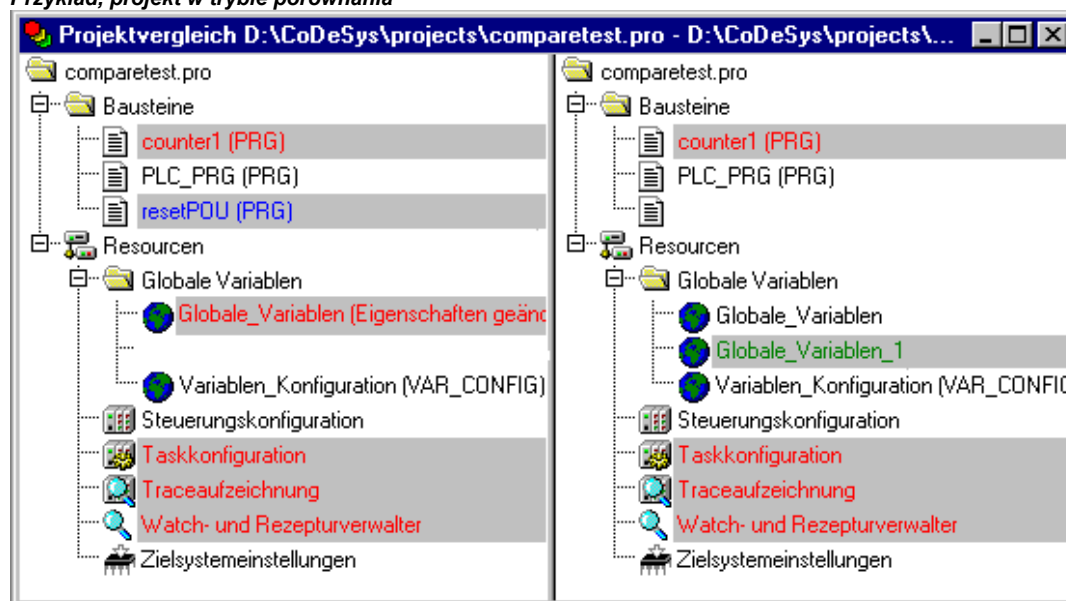 Przykład, projekt w trybie porównania
Projektvergleich D:\CoDeSys\projects\comparetest.pro - D:\CoDeSys\projects\...
comparetest.pro
Bausteine
counter1 (PRG)
PLC_PRG (PRG)
resetPOU (PRG)
Resourcen
Globale Variablen
Globale_Variablen (Eigenschaften geänd
Variablen_Konfiguration (VAR_CONFIG)
Steuerungskonfiguration
Taskkonfiguration
Traceaufzeichnung
Watch- und Rezepturverwalter
Zielsystemeinstellungen
comparetest.pro
Bausteine
counter1 (PRG)
PLC_PRG (PRG)
Resourcen
Globale Variablen
Globale_Variablen
Globale_Variablen_1
Variablen_Konfiguration (VAR_CONFIG
Steuerungskonfiguration
Taskkonfiguration
Traceaufzeichnung
Watch- und Rezepturverwalter
Zielsystemeinstellungen